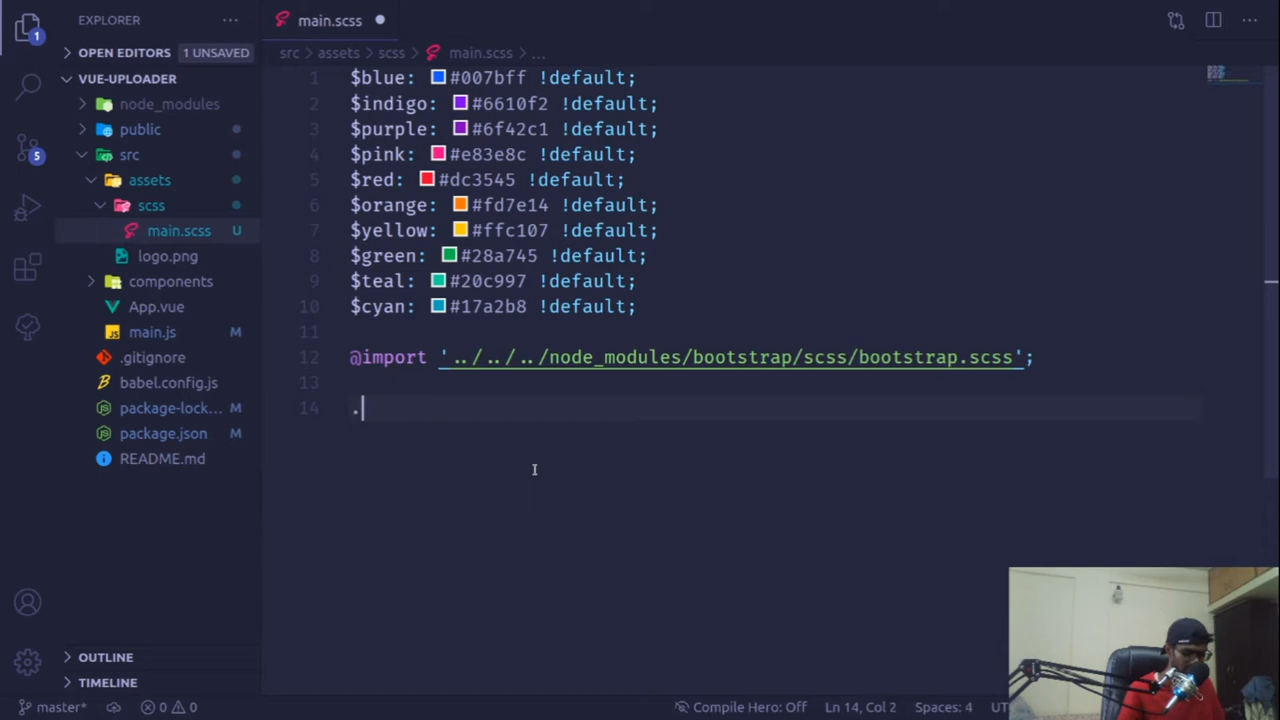 EXPLORER
OPEN EDITORS 1 UNSAVED
VUE-UPLOADER
node_modules
public
src
assets
scss
main.scss U
logo.png
components
App.vue
main.js M
.gitignore
babel.config.js
package-lock... M
package.json M
README.md
OUTLINE
TIMELINE
1
5
main.scss
src > assets > scss > main.scss > ...
1 $blue: #007bff !default;
2 $indigo: #6610f2 !default;
3 $purple: #6f42c1 !default;
4 $pink: #e83e8c !default;
5 $red: #dc3545 !default;
6 $orange: #fd7e14 !default;
7 $yellow: #ffc107 !default;
8 $green: #28a745 !default;
9 $teal: #20c997 !default;
10 $cyan: #17a2b8 !default;
11
12 @import '../../../node_modules/bootstrap/scss/bootstrap.scss';
13
14 .
master* 0 0 Compile Hero: Off Ln 14, Col 2 Spaces: 4